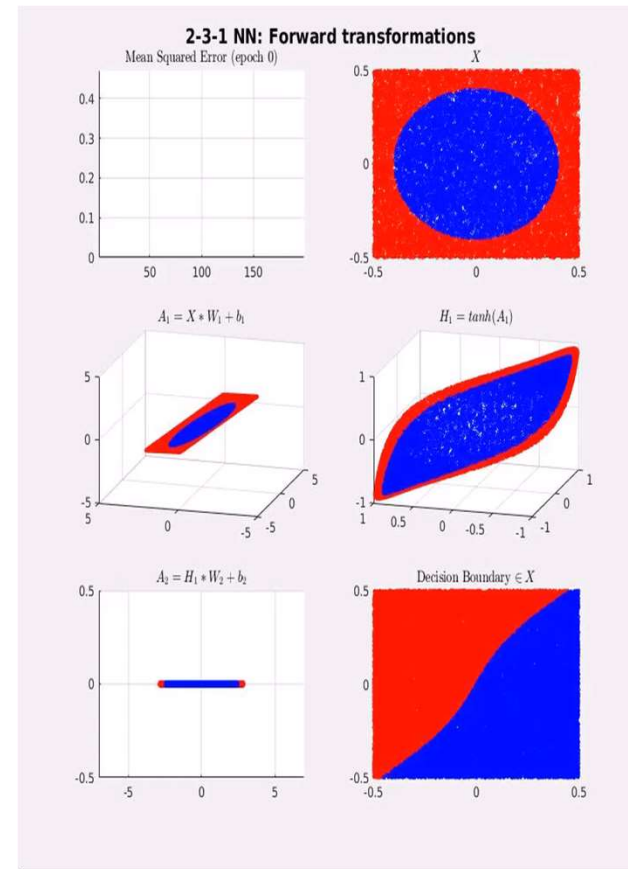 2-3-1 NN: Forward transformations
Mean Squared Error (epoch 0)
0.4
0.3
0.2
0.1
0
50 100 150
X
0.5
0
-0.5
-0.5 0 0.5
A₁ = X ∗ W₁ + b₁
5
0
-5
5 0 -5
-5 0 5
H₁ = tanh(A₁)
1
0
-1
1 0.5 0 -0.5 -1
-1 0 1
A₂ = H₁ ∗ W₂ + b₂
0.5
0
-0.5
-5 0 5
Decision Boundary ∈ X
0.5
0
-0.5
-0.5 0 0.5